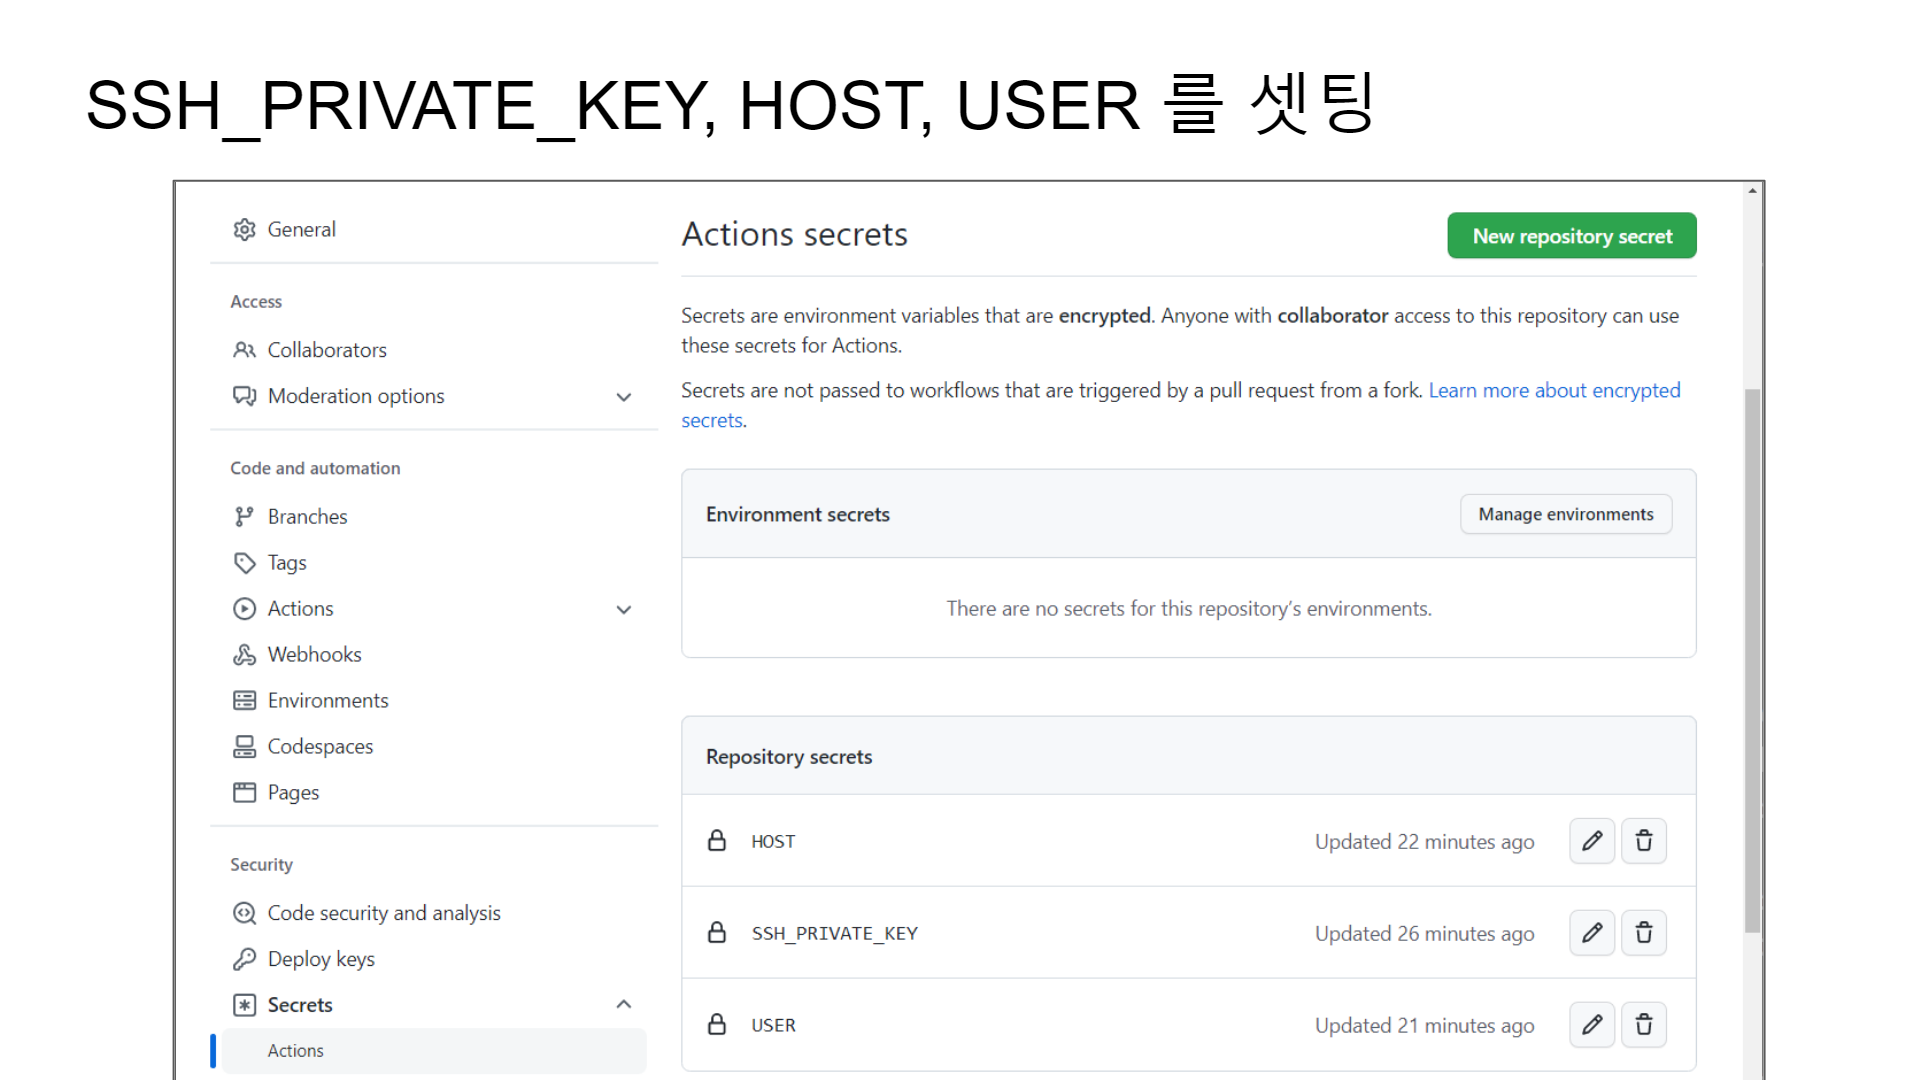 SSH_PRIVATE_KEY, HOST, USER 를 셋팅
General
Access
Collaborators
Moderation options
Code and automation
Branches
Tags
Actions
Webhooks
Environments
Codespaces
Pages
Security
Code security and analysis
Deploy keys
Secrets
Actions
Actions secrets
New repository secret
Secrets are environment variables that are encrypted. Anyone with collaborator access to this repository can use
these secrets for Actions.
Secrets are not passed to workflows that are triggered by a pull request from a fork. Learn more about encrypted
secrets.
Environment secrets
Manage environments
There are no secrets for this repository’s environments.
Repository secrets
HOST Updated 22 minutes ago
SSH_PRIVATE_KEY Updated 26 minutes ago
USER Updated 21 minutes ago